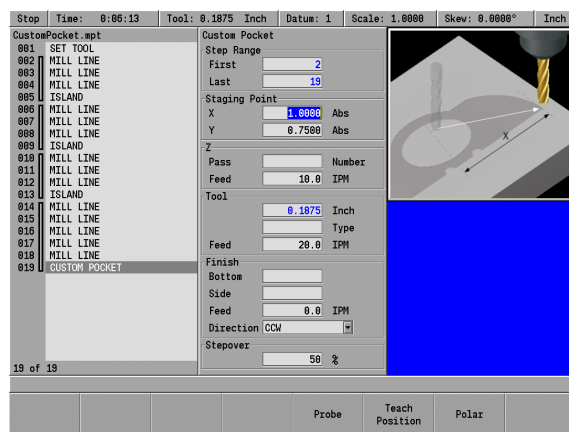 Stop Time: 0:06:13 Tool: 0.1875 Inch Datum: 1 Scale: 1.0000 Skew: 0.0000° Inch
CustomPocket.mpt
001 SET TOOL
002 MILL LINE
003 MILL LINE
004 MILL LINE
005 ISLAND
006 MILL LINE
007 MILL LINE
008 MILL LINE
009 ISLAND
010 MILL LINE
011 MILL LINE
012 MILL LINE
013 ISLAND
014 MILL LINE
015 MILL LINE
016 MILL LINE
017 MILL LINE
018 MILL LINE
019 CUSTOM POCKET
19 of 19
Custom Pocket
Step Range
First 2
Last 19
Staging Point
X 1.0000 Abs
Y 0.7500 Abs
Z
Pass Number
Feed 10.0 IPM
Tool
0.1875 Inch
Type
Feed 20.0 IPM
Finish
Bottom
Side
Feed 0.0 IPM
Direction CCW
Stepover
50 %
X
Probe
Teach
Position
Polar